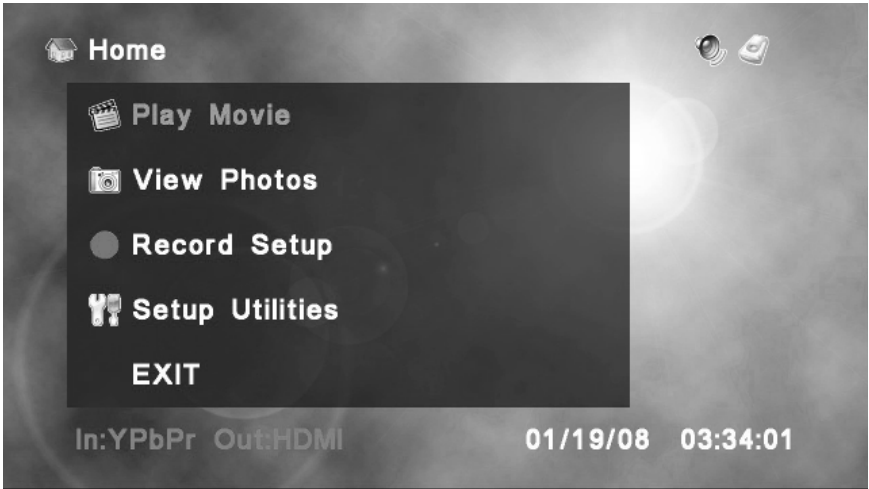 Home
Play Movie
View Photos
Record Setup
Setup Utilities
EXIT
In:YPbPr Out:HDMI 01/19/08 03:34:01